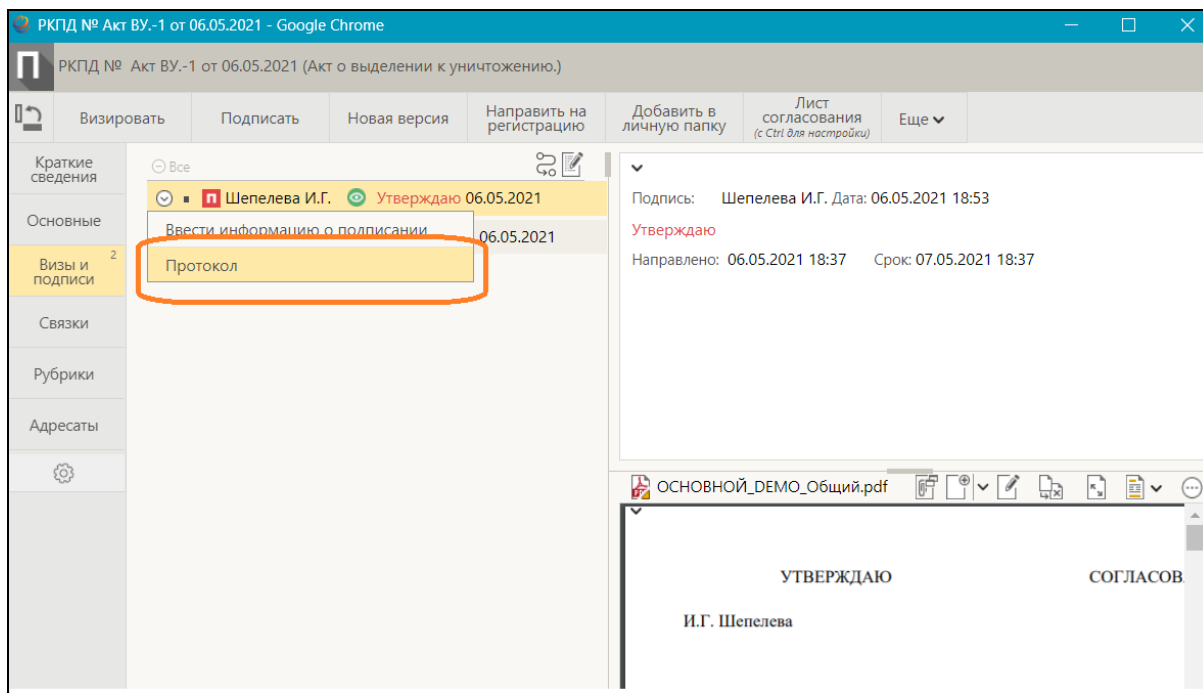 РКПД № Акт ВУ.-1 от 06.05.2021 - Google Chrome
П РКПД № Акт ВУ.-1 от 06.05.2021 (Акт о выделении к уничтожению.)
Визировать
Подписать
Новая версия
Направить на
регистрацию
Добавить в
личную папку
Лист
согласования
(с Ctrl для настройки)
Еще
Краткие
сведения
Основные
Визы и
подписи
2
Связки
Рубрики
Адресаты
Все
П Шепелева И.Г. Утверждаю 06.05.2021
Ввести информацию о подписании
06.05.2021
Протокол
Подпись: Шепелева И.Г. Дата: 06.05.2021 18:53
Утверждаю
Направлено: 06.05.2021 18:37 Срок: 07.05.2021 18:37
ОСНОВНОЙ_DEMO_Общий.pdf
УТВЕРЖДАЮ СОГЛАСОВ
И.Г. Шепелева